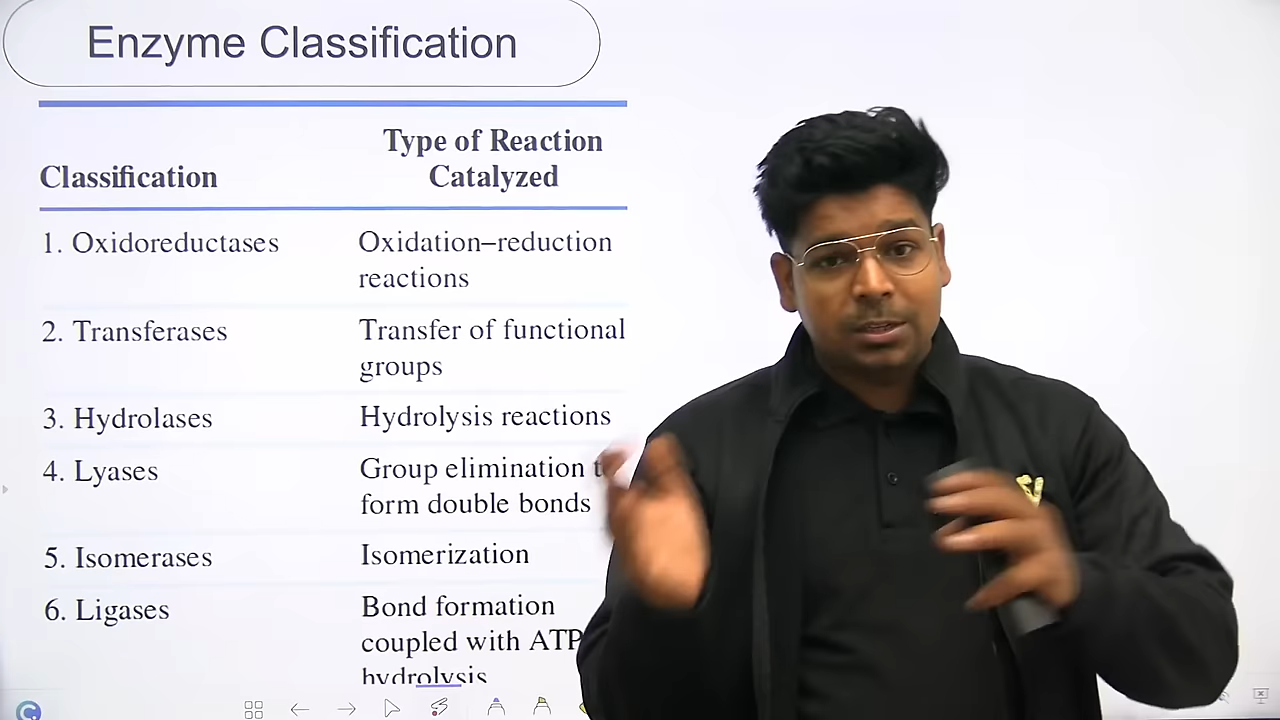 Enzyme Classification
Type of Reaction
Classification Catalyzed
1. Oxidoreductases Oxidation–reduction
reactions
2. Transferases Transfer of functional
groups
3. Hydrolases Hydrolysis reactions
4. Lyases Group elimination
form double bonds
5. Isomerases Isomerization
6. Ligases Bond formation
coupled with ATP
hydrolysis